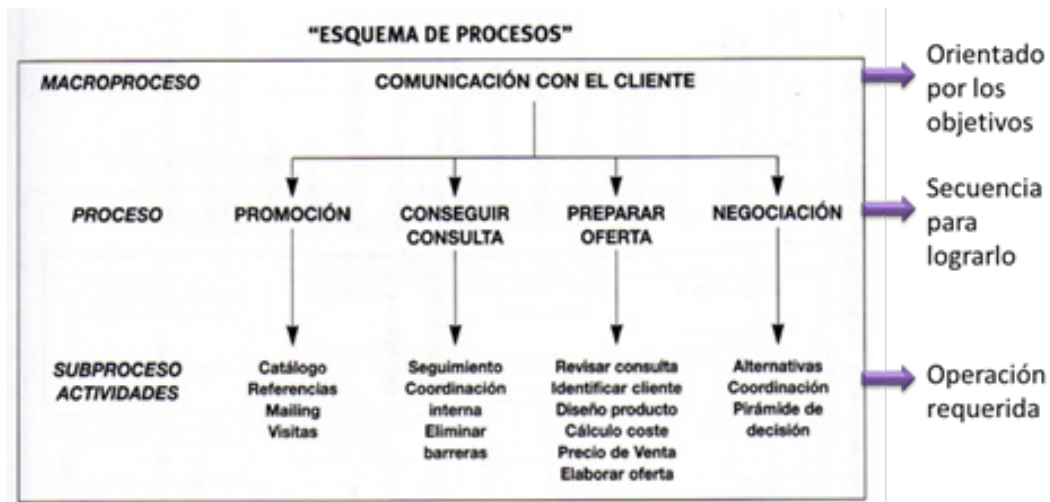 "ESQUEMA DE PROCESOS"
MACROPROCESO
COMUNICACIÓN CON EL CLIENTE
Orientado
por los
objetivos
PROCESO
PROMOCIÓN
CONSEGUIR
CONSULTA
PREPARAR
OFERTA
NEGOCIACIÓN
Secuencia
para
lograrlo
SUBPROCESO
ACTIVIDADES
Catálogo
Referencias
Mailing
Visitas
Seguimiento
Coordinación
interna
Eliminar
barreras
Revisar consulta
Identificar cliente
Diseño producto
Cálculo coste
Precio de Venta
Elaborar oferta
Alternativas
Coordinación
Pirámide de
decisión
Operación
requerida